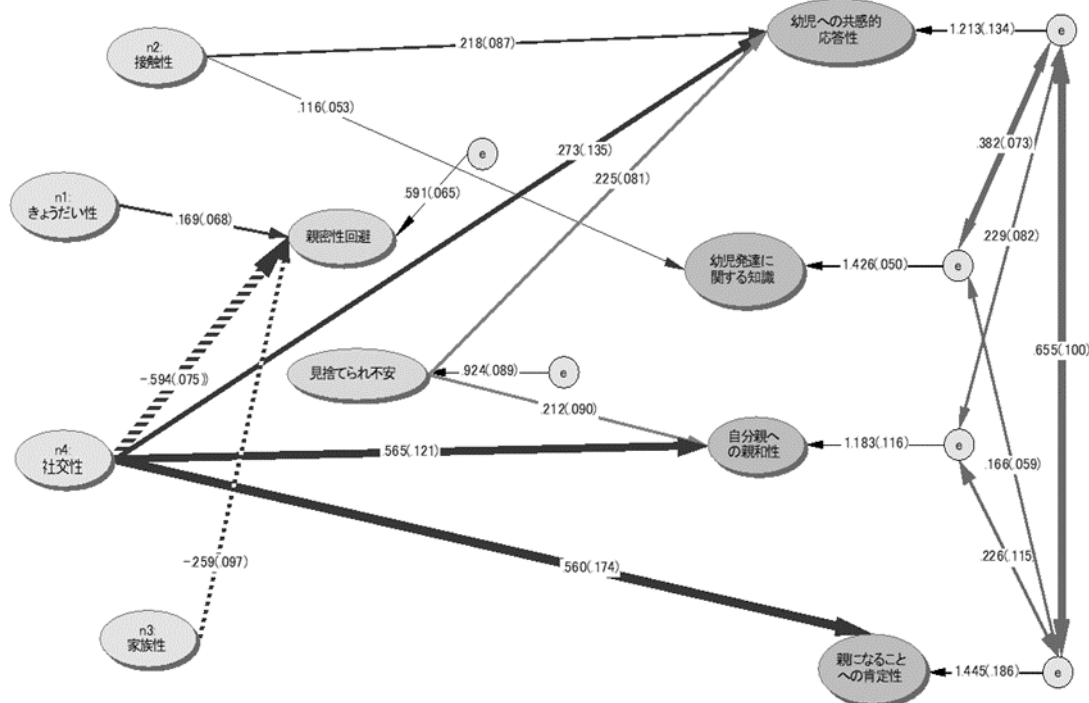 n2:
接触性
幼児への共感的
応答性
1.213(.134)
e
.218(.087)
.116(.053)
e
.273(.135)
.382(.073)
.225(.081)
n1:
きょうだい性
.169(.068)
.591(.065)
親密性回避
.229(.082)
幼児発達に
関する知識
1.426(.050)
e
.655(.100)
-.594(.075))
見捨てられ不安
.924(.089)
e
.212(.090)
n4:
社交性
.565(.121)
自分親へ
の親和性
1.183(.116)
e
.166(.059)
.226(.115)
-.259(.097)
.560(.174)
n3:
家族性
親になること
への肯定性
1.445(.186)
e